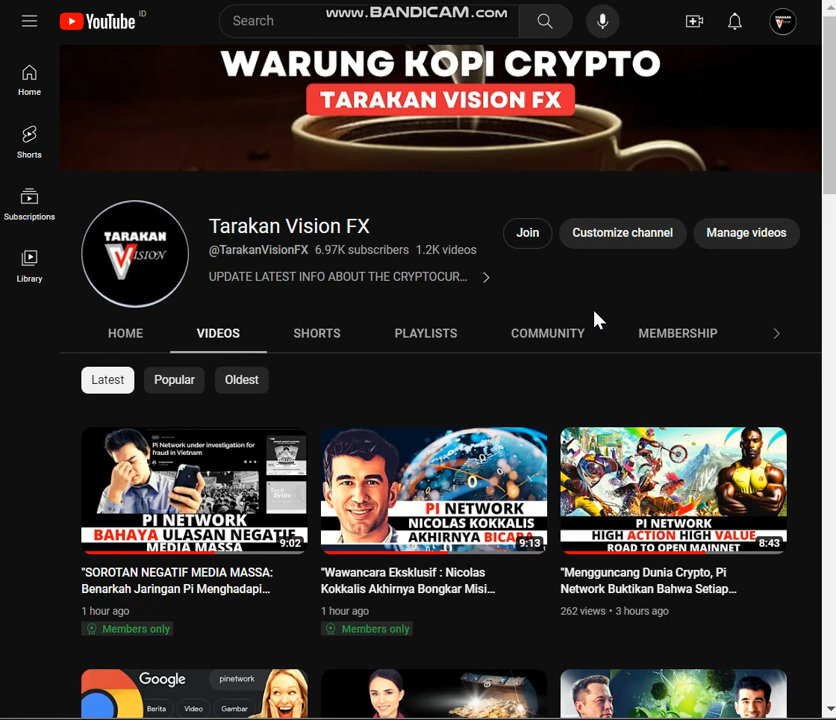 www.BANDICAM.com
YouTube ID
Search
Home
Shorts
Subscriptions
Library
WARUNG KOPI CRYPTO
TARAKAN VISION FX
TARAKAN
VISION
Tarakan Vision FX
@TarakanVisionFX 6.97K subscribers 1.2K videos
UPDATE LATEST INFO ABOUT THE CRYPTOCUR...
Join
Customize channel
Manage videos
HOME
VIDEOS
SHORTS
PLAYLISTS
COMMUNITY
MEMBERSHIP
Latest
Popular
Oldest
Pi Network under investigation for
fraud in Vietnam
PI NETWORK
BAHAYA ULASAN NEGATIF
MEDIA MASSA
9:02
"SOROTAN NEGATIF MEDIA MASSA:
Benarkah Jaringan Pi Menghadapi...
1 hour ago
Members only
PI NETWORK
NICOLAS KOKKALIS
AKHIRNYA BICARA
9:13
"Wawancara Eksklusif : Nicolas
Kokkalis Akhirnya Bongkar Misi...
1 hour ago
Members only
PI NETWORK
HIGH ACTION HIGH VALUE
ROAD TO OPEN MAINNET
8:43
"Mengguncang Dunia Crypto, Pi
Network Buktikan Bahwa Setiap...
262 views • 3 hours ago
Google
pinetwork
Berita
Video
Gambar